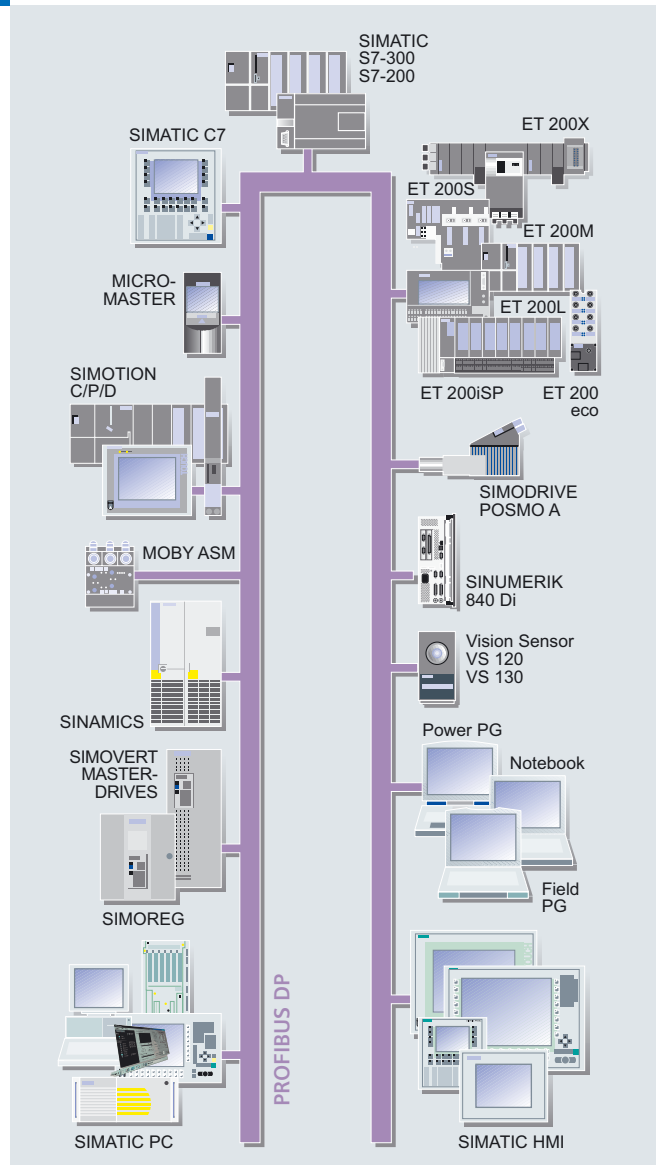 SIMATIC
S7-300
S7-200
SIMATIC C7
ET 200X
ET 200S
ET 200M
MICRO-
MASTER
ET 200L
SIMOTION
C/P/D
ET 200iSP
ET 200
eco
SIMODRIVE
POSMO A
MOBY ASM
SINUMERIK
840 Di
Vision Sensor
VS 120
VS 130
SINAMICS
Power PG
SIMOVERT
MASTER-
DRIVES
Notebook
Field
PG
SIMOREG
PROFIBUS DP
SIMATIC PC
SIMATIC HMI